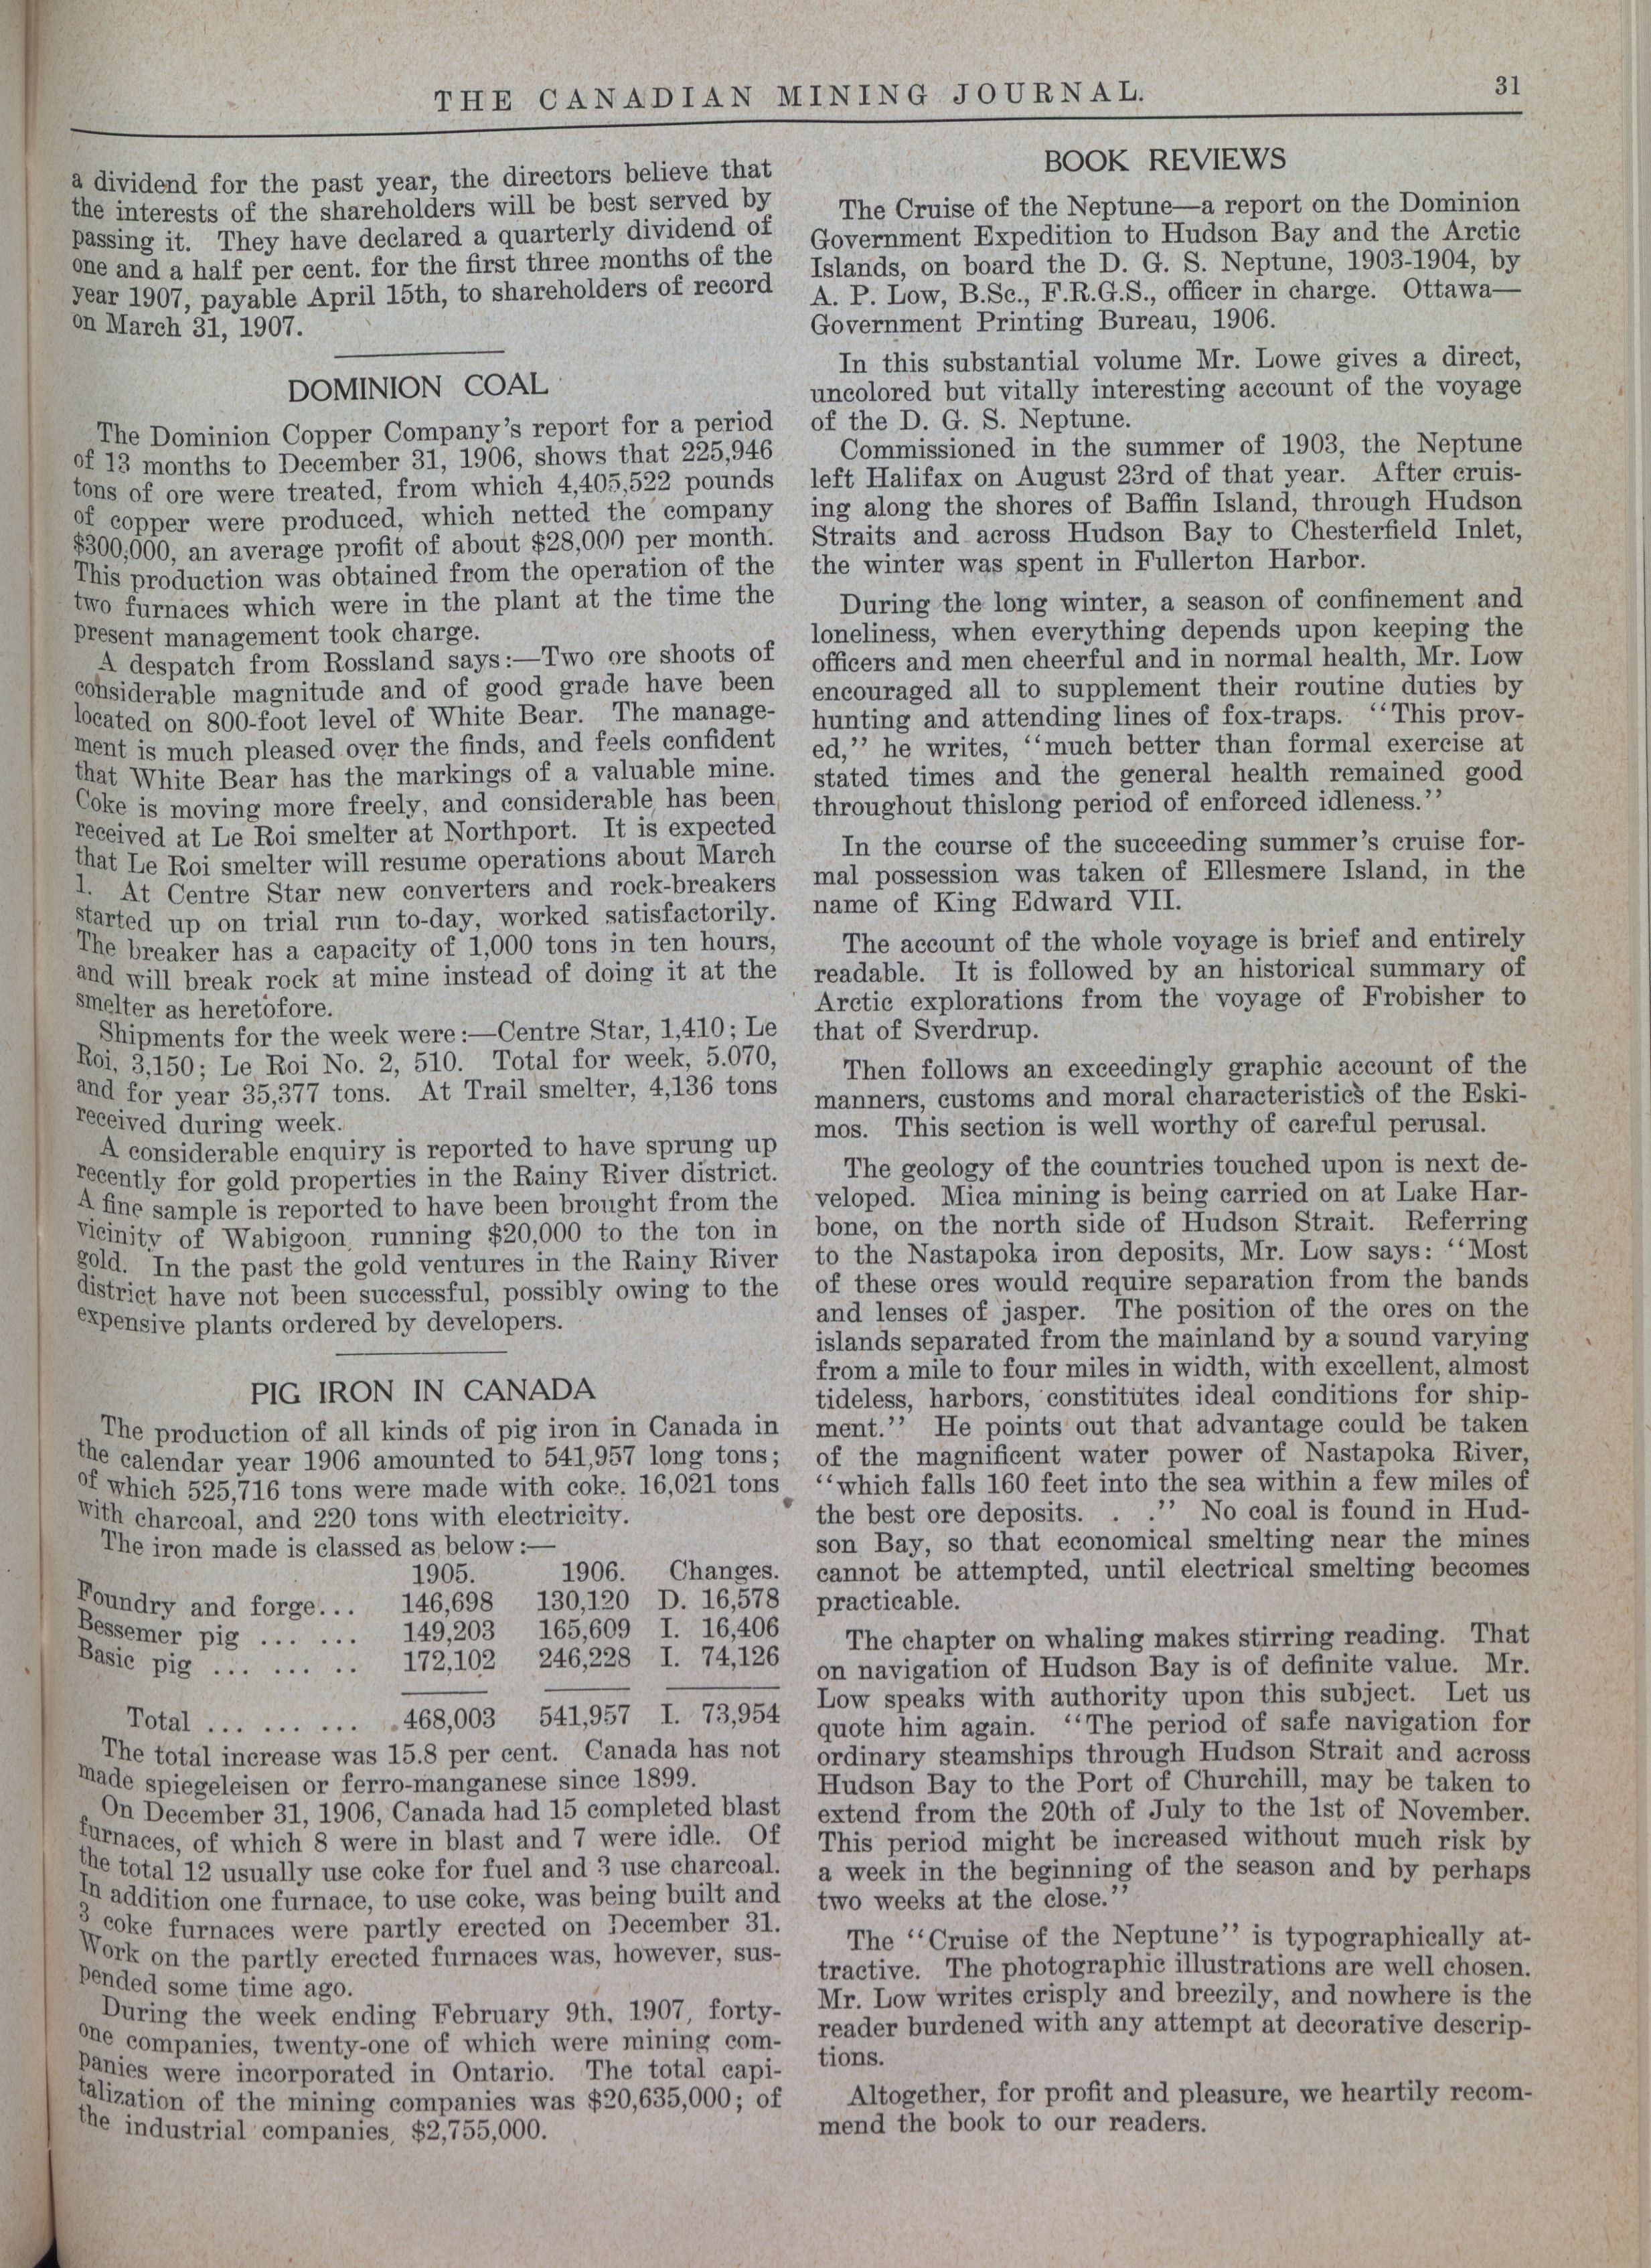 THE CANADIAN MINING JOURNAL.
31
a dividend for the past year, the directors believe that
the interests of the shareholders will be best served by
passing it. They have declared a quarterly dividend of
one and a half per cent. for the first three months of the
year 1907, payable April 15th, to shareholders of record
on March 31, 1907.
DOMINION COAL
The Dominion Copper Company's report for a period
of 13 months to December 31, 1906, shows that 225,946
tons of ore were treated, from which 4,405,522 pounds
of copper were produced, which netted the company
$300,000, an average profit of about $28,000 per month.
This production was obtained from the operation of the
two furnaces which were in the plant at the time the
present management took charge.
A despatch from Rossland says:—Two ore shoots of
considerable magnitude and of good grade have been
located on 800-foot level of White Bear. The manage-
ment is much pleased over the finds, and feels confident
that White Bear has the markings of a valuable mine.
Coke is moving more freely, and considerable has been
received at Le Roi smelter at Northport. It is expected
that Le Roi smelter will resume operations about March
1. At Centre Star new converters and rock-breakers
started up on trial run to-day, worked satisfactorily.
The breaker has a capacity of 1,000 tons in ten hours,
and will break rock at mine instead of doing it at the
smelter as heretofore.
Shipments for the week were:—Centre Star, 1,410; Le
Roi, 3,150; Le Roi No. 2, 510. Total for week, 5.070,
and for year 35,377 tons. At Trail smelter, 4,136 tons
received during week.
A considerable enquiry is reported to have sprung up
recently for gold properties in the Rainy River district.
A fine sample is reported to have been brought from the
vicinity of Wabigoon, running $20,000 to the ton in
gold. In the past the gold ventures in the Rainy River
district have not been successful, possibly owing to the
expensive plants ordered by developers.
PIG IRON IN CANADA
The production of all kinds of pig iron in Canada in
the calendar year 1906 amounted to 541,957 long tons;
of which 525,716 tons were made with coke. 16,021 tons
with charcoal, and 220 tons with electricity.
The iron made is classed as below:—
1905. 1906. Changes.
Foundry and forge... 146,698 130,120 D. 16,578
Bessemer pig ... ... 149,203 165,609 I. 16,406
Basic pig ... ... .. 172,102 246,228 I. 74,126
Total ... ... ... 468,003 541,957 I. 73,954
The total increase was 15.8 per cent. Canada has not
made spiegeleisen or ferro-manganese since 1899.
On December 31, 1906, Canada had 15 completed blast
furnaces, of which 8 were in blast and 7 were idle. Of
the total 12 usually use coke for fuel and 3 use charcoal.
In addition one furnace, to use coke, was being built and
3 coke furnaces were partly erected on December 31.
Work on the partly erected furnaces was, however, sus-
pended some time ago.
During the week ending February 9th, 1907, forty-
one companies, twenty-one of which were mining com-
panies were incorporated in Ontario. The total capi-
talization of the mining companies was $20,635,000; of
the industrial companies, $2,755,000.
BOOK REVIEWS
The Cruise of the Neptune—a report on the Dominion
Government Expedition to Hudson Bay and the Arctic
Islands, on board the D. G. S. Neptune, 1903-1904, by
A. P. Low, B.Sc., F.R.G.S., officer in charge. Ottawa—
Government Printing Bureau, 1906.
In this substantial volume Mr. Lowe gives a direct,
uncolored but vitally interesting account of the voyage
of the D. G. S. Neptune.
Commissioned in the summer of 1903, the Neptune
left Halifax on August 23rd of that year. After cruis-
ing along the shores of Baffin Island, through Hudson
Straits and across Hudson Bay to Chesterfield Inlet,
the winter was spent in Fullerton Harbor.
During the long winter, a season of confinement and
loneliness, when everything depends upon keeping the
officers and men cheerful and in normal health, Mr. Low
encouraged all to supplement their routine duties by
hunting and attending lines of fox-traps. ''This prov-
ed,'' he writes, ''much better than formal exercise at
stated times and the general health remained good
throughout thislong period of enforced idleness.''
In the course of the succeeding summer's cruise for-
mal possession was taken of Ellesmere Island, in the
name of King Edward VII.
The account of the whole voyage is brief and entirely
readable. It is followed by an historical summary of
Arctic explorations from the voyage of Frobisher to
that of Sverdrup.
Then follows an exceedingly graphic account of the
manners, customs and moral characteristics of the Eski-
mos. This section is well worthy of careful perusal.
The geology of the countries touched upon is next de-
veloped. Mica mining is being carried on at Lake Har-
bone, on the north side of Hudson Strait. Referring
to the Nastapoka iron deposits, Mr. Low says: ''Most
of these ores would require separation from the bands
and lenses of jasper. The position of the ores on the
islands separated from the mainland by a sound varying
from a mile to four miles in width, with excellent, almost
tideless, harbors, constitutes ideal conditions for ship-
ment.'' He points out that advantage could be taken
of the magnificent water power of Nastapoka River,
''which falls 160 feet into the sea within a few miles of
the best ore deposits. . .'' No coal is found in Hud-
son Bay, so that economical smelting near the mines
cannot be attempted, until electrical smelting becomes
practicable.
The chapter on whaling makes stirring reading. That
on navigation of Hudson Bay is of definite value. Mr.
Low speaks with authority upon this subject. Let us
quote him again. ''The period of safe navigation for
ordinary steamships through Hudson Strait and across
Hudson Bay to the Port of Churchill, may be taken to
extend from the 20th of July to the 1st of November.
This period might be increased without much risk by
a week in the beginning of the season and by perhaps
two weeks at the close.''
The ''Cruise of the Neptune'' is typographically at-
tractive. The photographic illustrations are well chosen.
Mr. Low writes crisply and breezily, and nowhere is the
reader burdened with any attempt at decorative descrip-
tions.
Altogether, for profit and pleasure, we heartily recom-
mend the book to our readers.